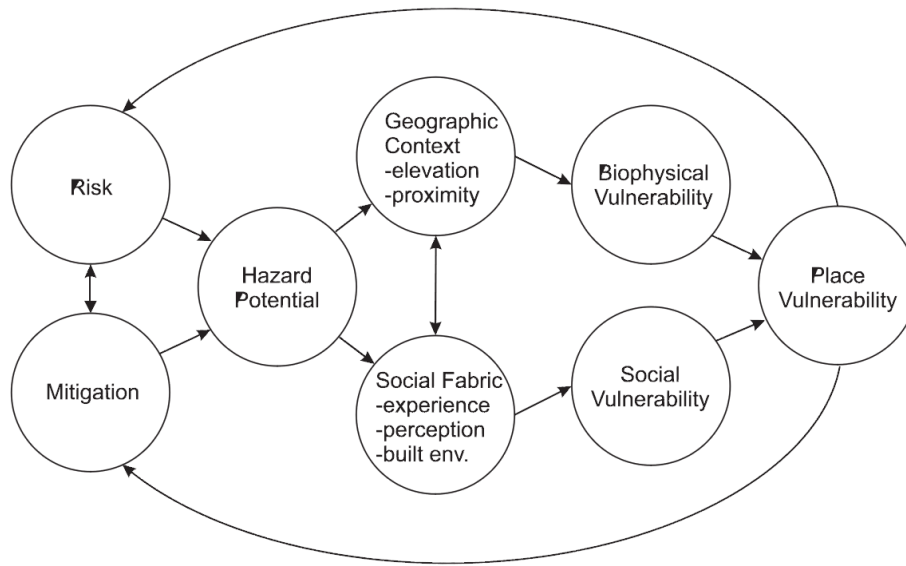 Risk
Mitigation
Hazard
Potential
Geographic
Context
-elevation
-proximity
Social Fabric
-experience
-perception
-built env.
Biophysical
Vulnerability
Social
Vulnerability
Place
Vulnerability